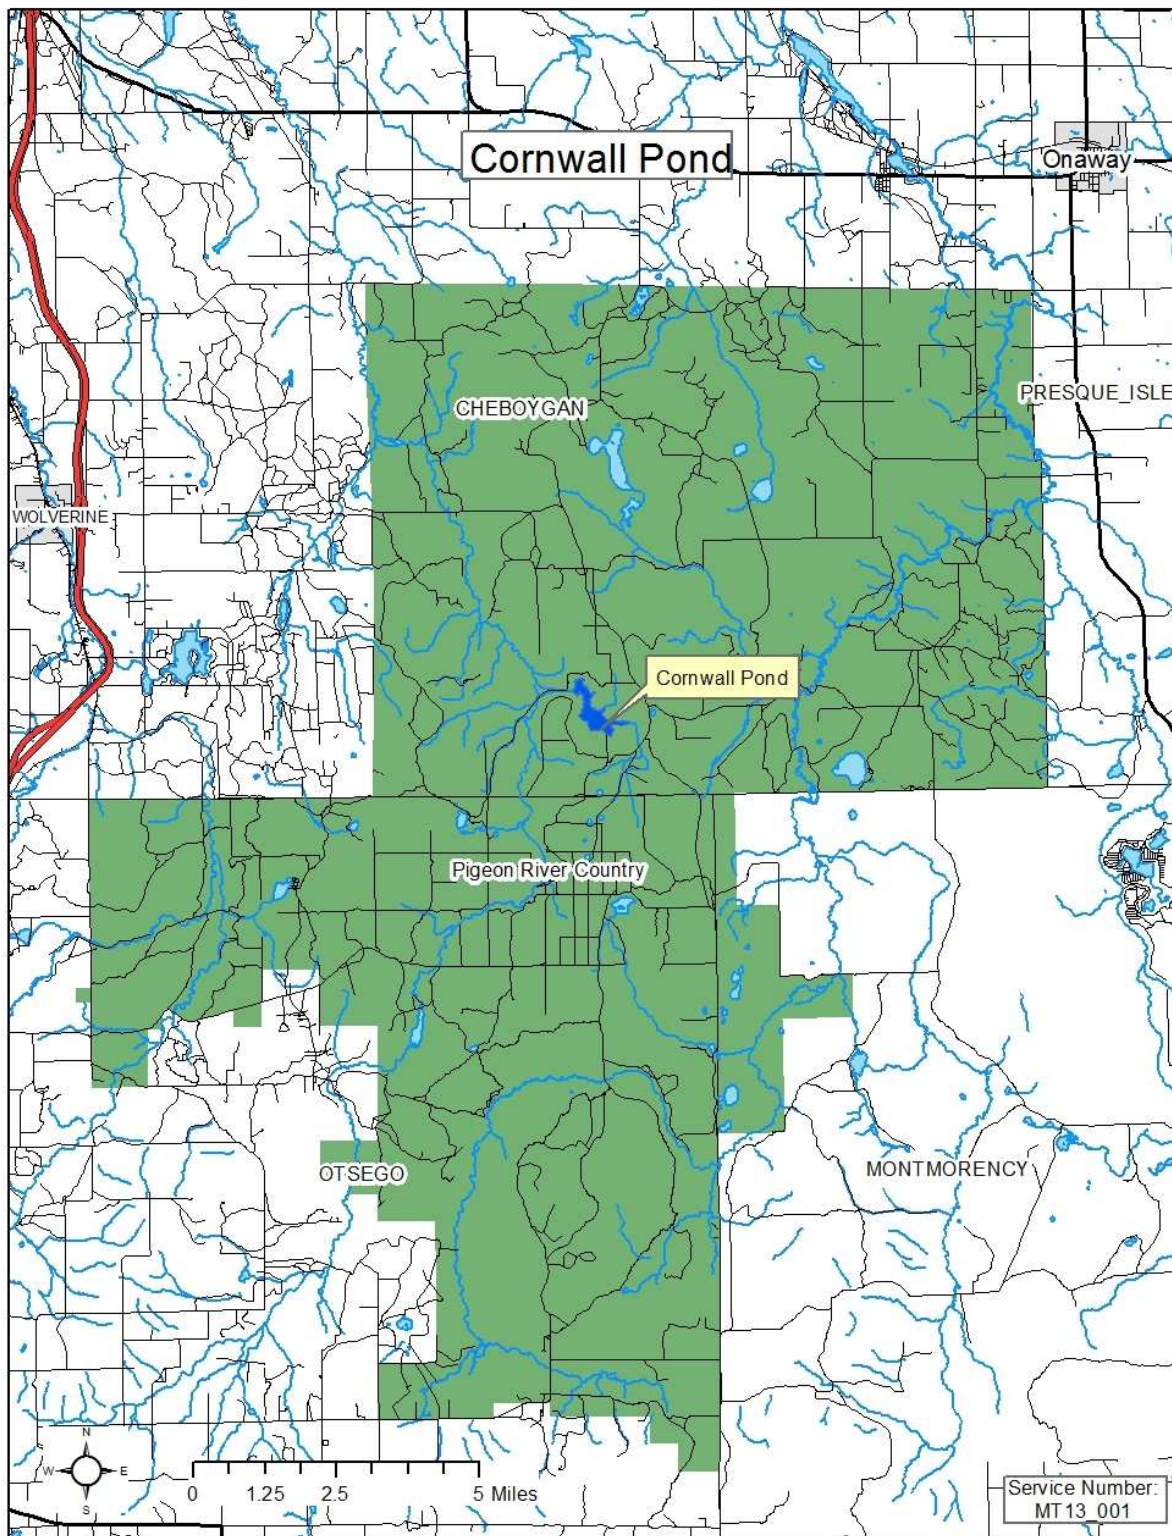 Cornwall Pond
Onaway
PRESQUE_ISLE
CHEBOYGAN
WOLVERINE
Cornwall Pond
Pigeon River Country
OTSEGO
MONTMORENCY
N
W E
S
0 1.25 2.5 5 Miles
Service Number:
MT13_001